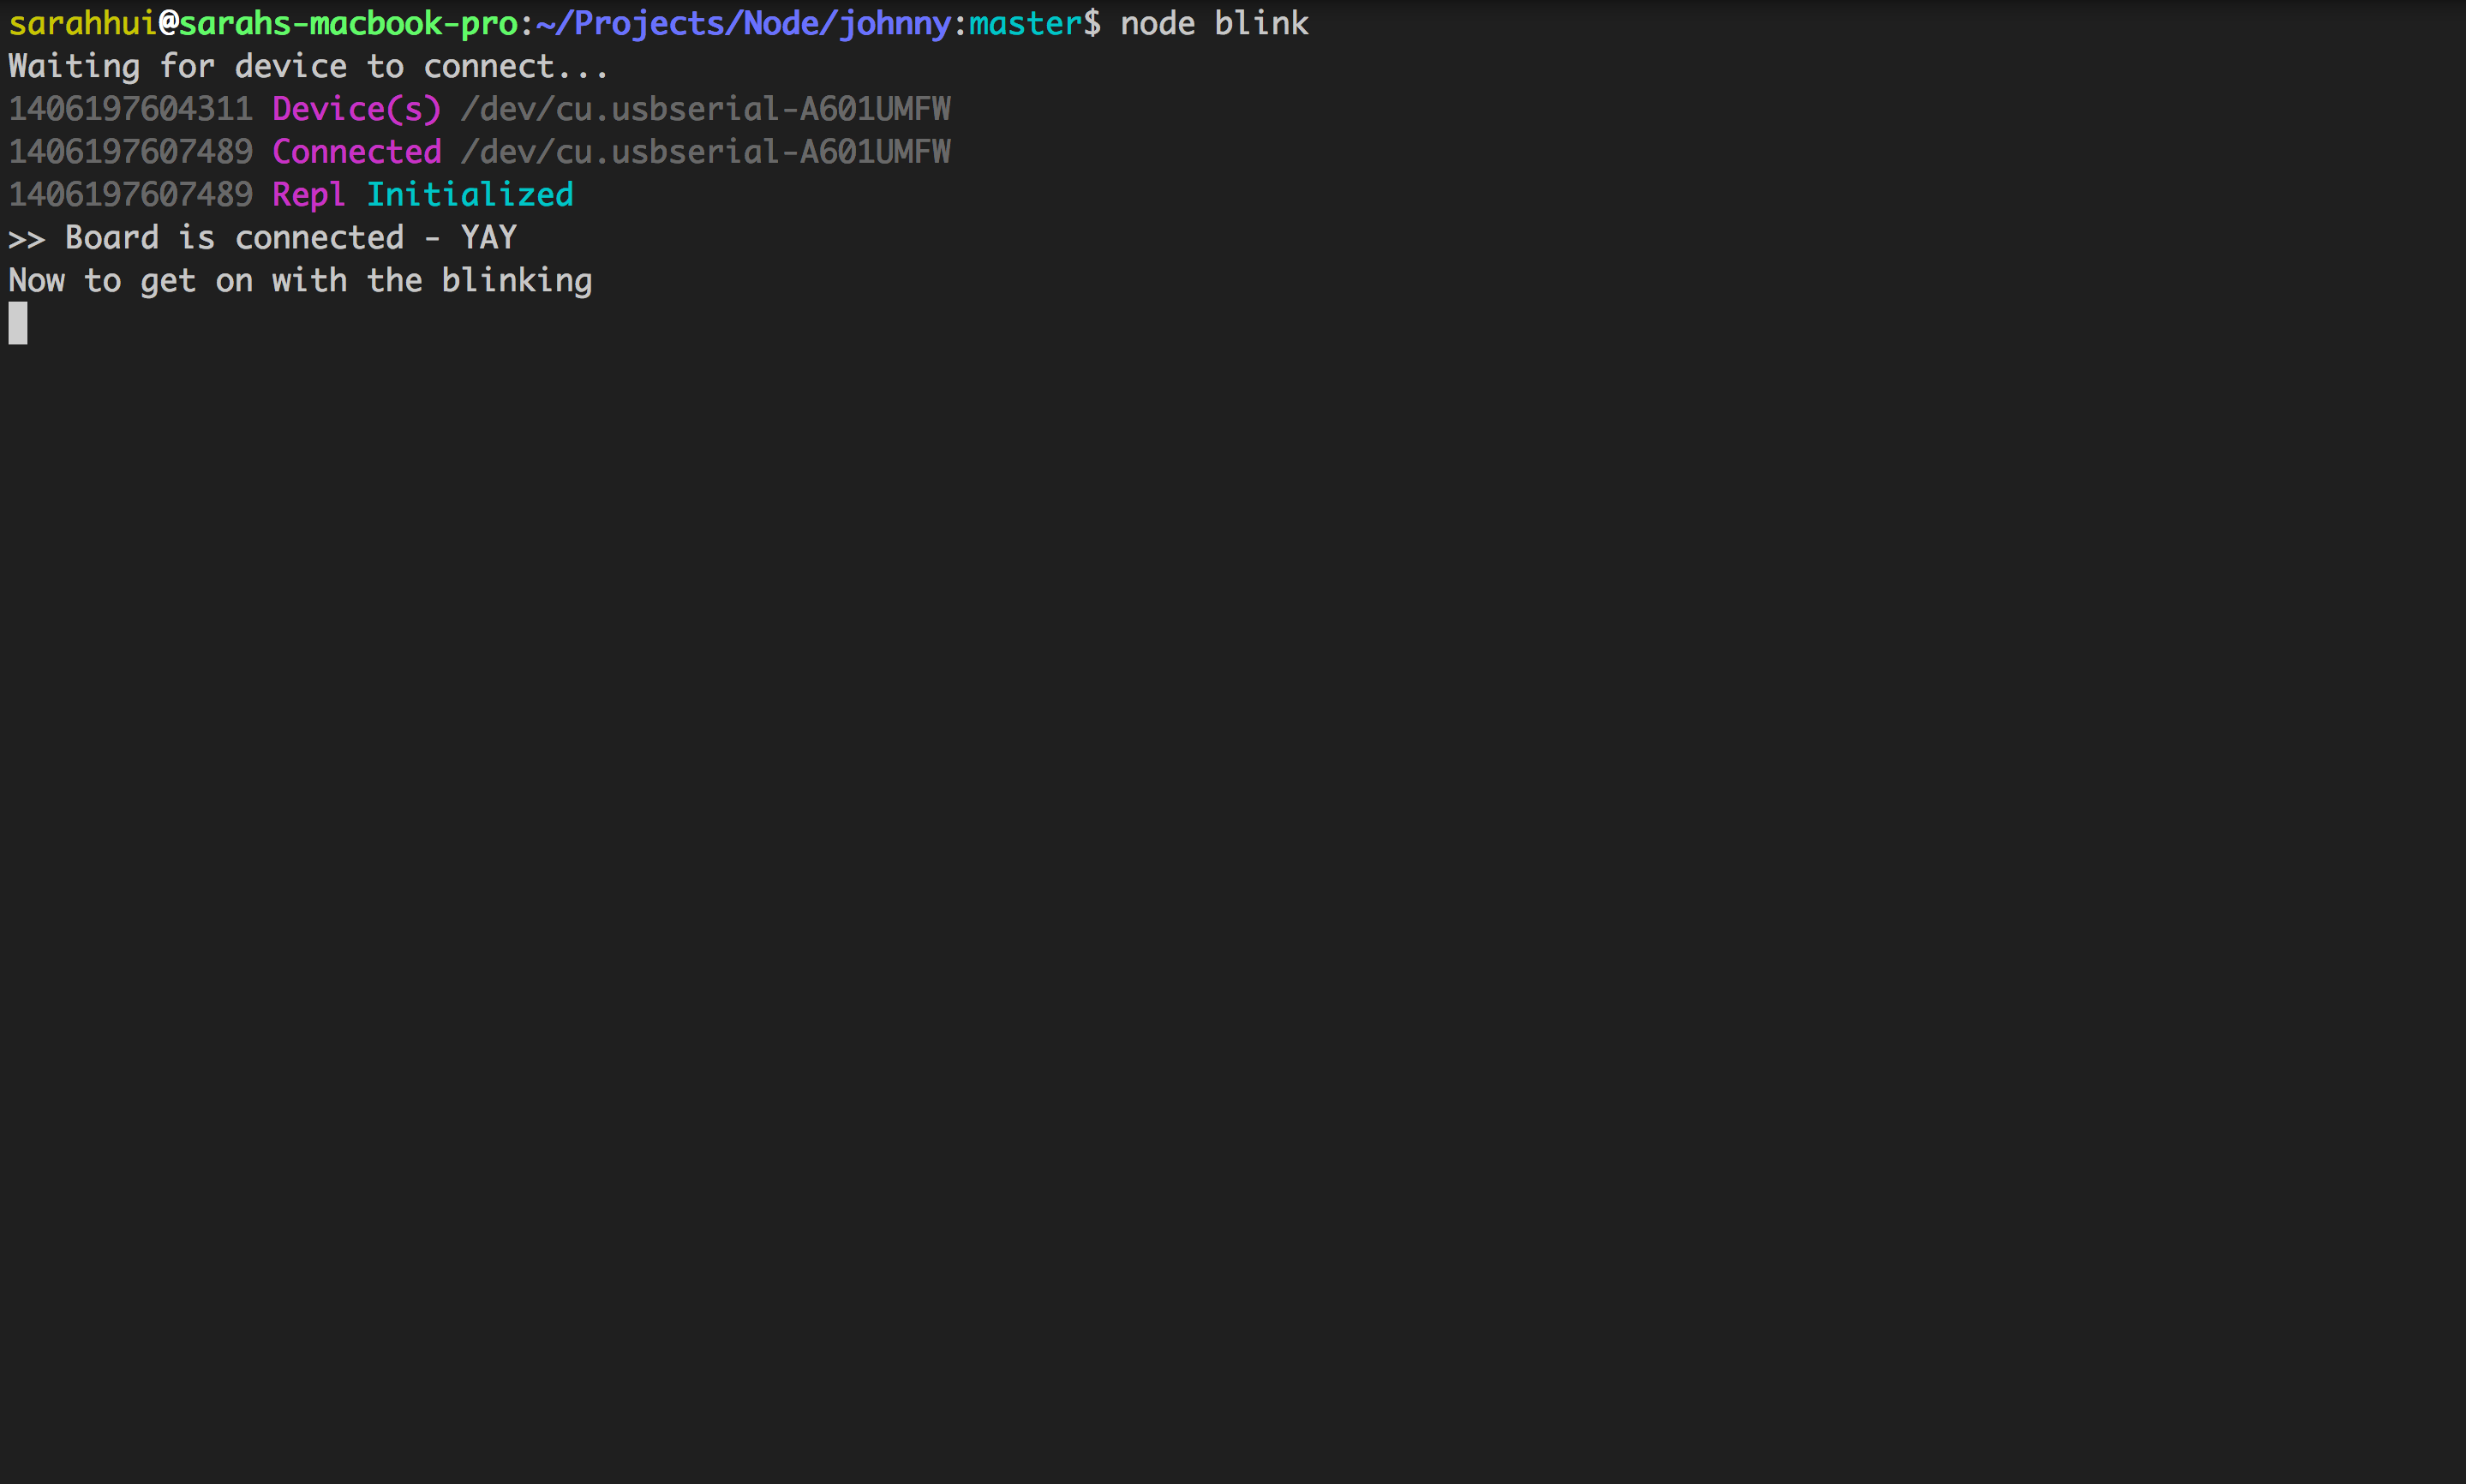 sarahhui@sarahs-macbook-pro:~/Projects/Node/johnny:master$ node blink
Waiting for device to connect...
1406197604311 Device(s) /dev/cu.usbserial-A601UMFW
1406197607489 Connected /dev/cu.usbserial-A601UMFW
1406197607489 Repl Initialized
>> Board is connected - YAY
Now to get on with the blinking